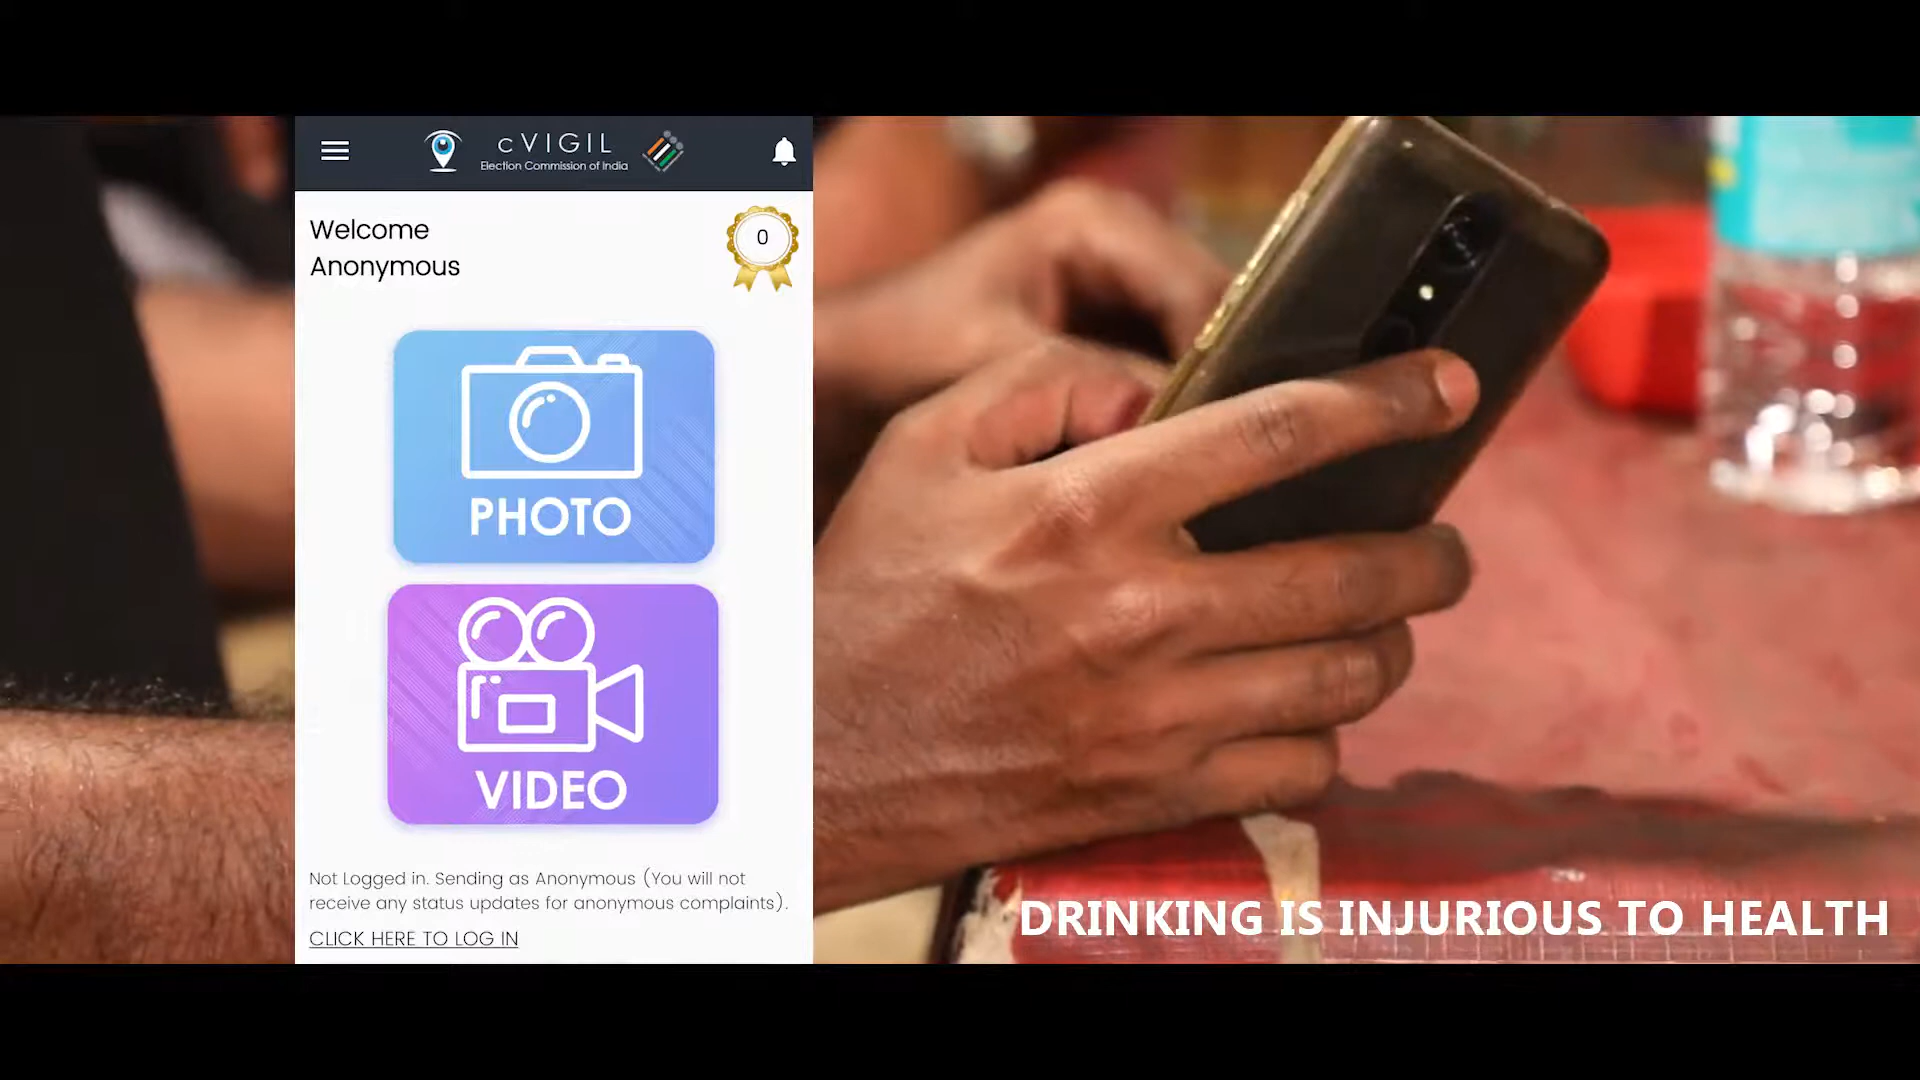 cVIGIL
Election Commission of India
Welcome
Anonymous
0
PHOTO
VIDEO
Not Logged in. Sending as Anonymous (You will not
receive any status updates for anonymous complaints).
CLICK HERE TO LOG IN
DRINKING IS INJURIOUS TO HEALTH